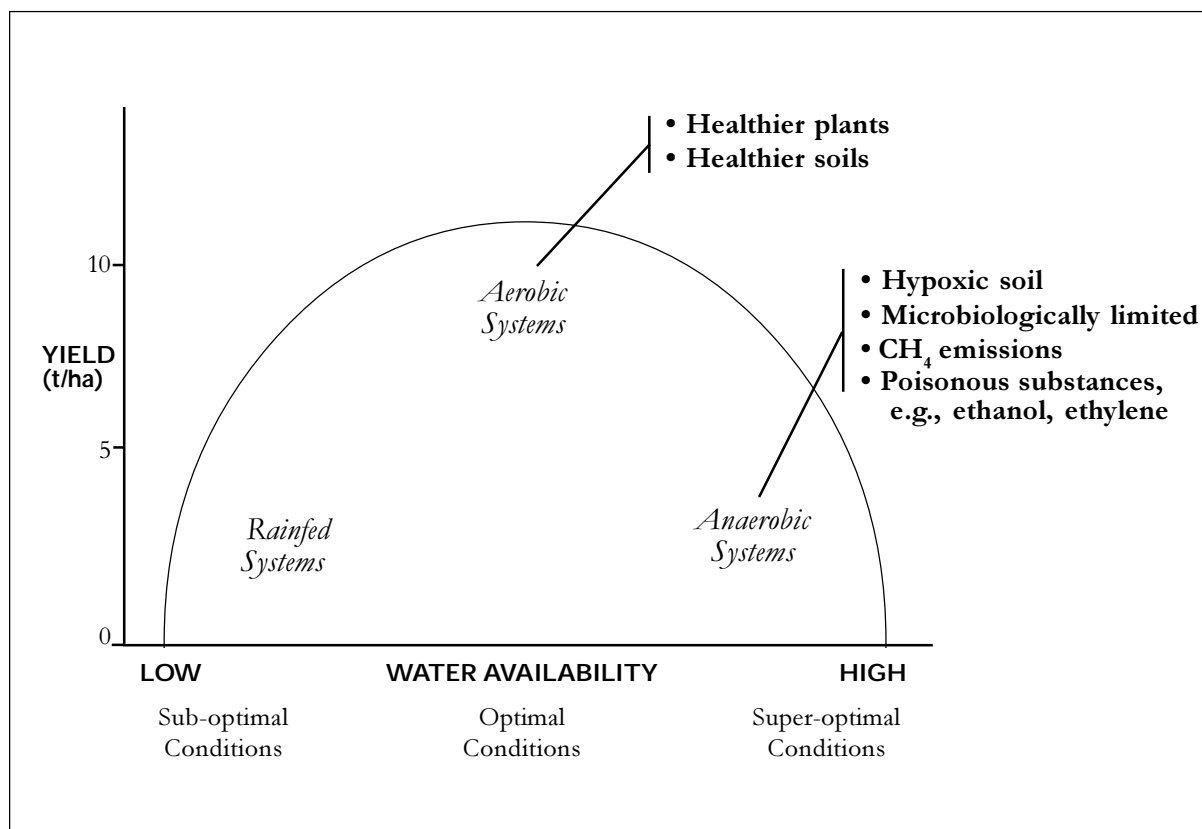 • Healthier plants
• Healthier soils
10
Aerobic
Systems
• Hypoxic soil
• Microbiologically limited
• CH₄ emissions
• Poisonous substances,
e.g., ethanol, ethylene
YIELD
(t/ha)
5
Rainfed
Systems
Anaerobic
Systems
0
LOW
WATER AVAILABILITY
HIGH
Sub-optimal
Conditions
Optimal
Conditions
Super-optimal
Conditions